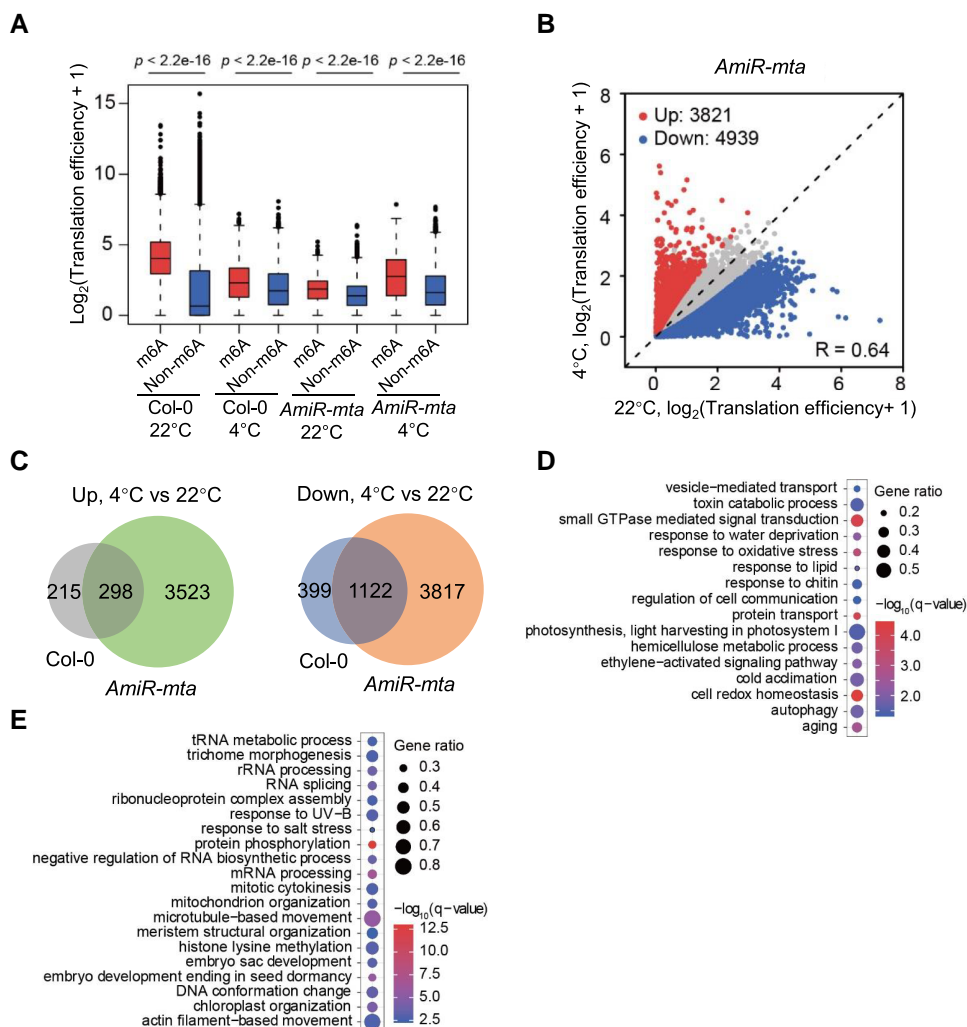 A
p < 2.2e-16 p < 2.2e-16 p < 2.2e-16 p < 2.2e-16
Log2(Translation efficiency + 1)
15
10
5
0
m6A
Non-m6A
m6A
Non-m6A
m6A
Non-m6A
m6A
Non-m6A
Col-0 Col-0 AmiR-mta AmiR-mta
22°C 4°C 22°C 4°C
B
AmiR-mta
4°C, log2(Translation efficiency + 1)
8
6
4
2
0
Up: 3821
Down: 4939
R = 0.64
0 2 4 6 8
22°C, log2(Translation efficiency+ 1)
C
Up, 4°C vs 22°C
215 298 3523
Col-0
AmiR-mta
Down, 4°C vs 22°C
399 1122 3817
Col-0
AmiR-mta
D
vesicle−mediated transport
toxin catabolic process
small GTPase mediated signal transduction
response to water deprivation
response to oxidative stress
response to lipid
response to chitin
regulation of cell communication
protein transport
photosynthesis, light harvesting in photosystem I
hemicellulose metabolic process
ethylene−activated signaling pathway
cold acclimation
cell redox homeostasis
autophagy
aging
Gene ratio
0.2
0.3
0.4
0.5
−log10(q−value)
4.0
3.0
2.0
E
tRNA metabolic process
trichome morphogenesis
rRNA processing
RNA splicing
ribonucleoprotein complex assembly
response to UV−B
response to salt stress
protein phosphorylation
negative regulation of RNA biosynthetic process
mRNA processing
mitotic cytokinesis
mitochondrion organization
microtubule−based movement
meristem structural organization
histone lysine methylation
embryo sac development
embryo development ending in seed dormancy
DNA conformation change
chloroplast organization
actin filament−based movement
Gene ratio
0.3
0.4
0.5
0.6
0.7
0.8
−log10(q−value)
12.5
10.0
7.5
5.0
2.5